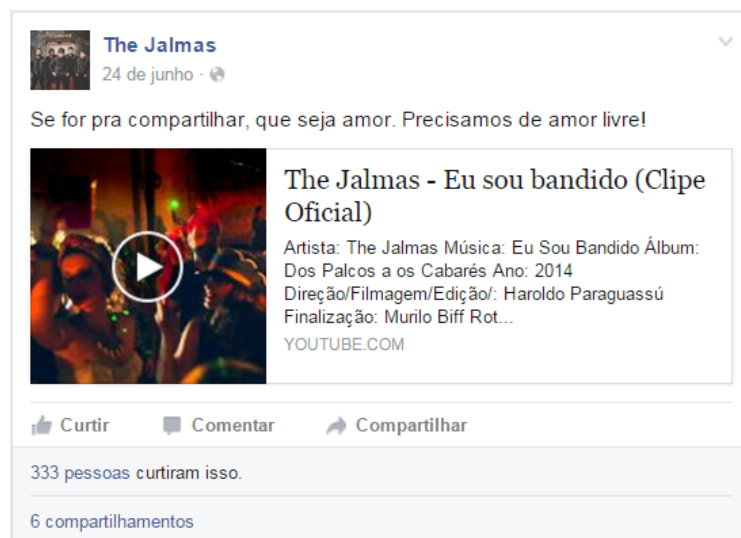 The Jalmas
24 de junho ·
Se for pra compartilhar, que seja amor. Precisamos de amor livre!
The Jalmas - Eu sou bandido (Clipe
Oficial)
Artista: The Jalmas Música: Eu Sou Bandido Álbum:
Dos Palcos a os Cabarés Ano: 2014
Direção/Filmagem/Edição/: Haroldo Paraguassú
Finalização: Murilo Biff Rot...
YOUTUBE.COM
Curtir Comentar Compartilhar
333 pessoas curtiram isso.
6 compartilhamentos